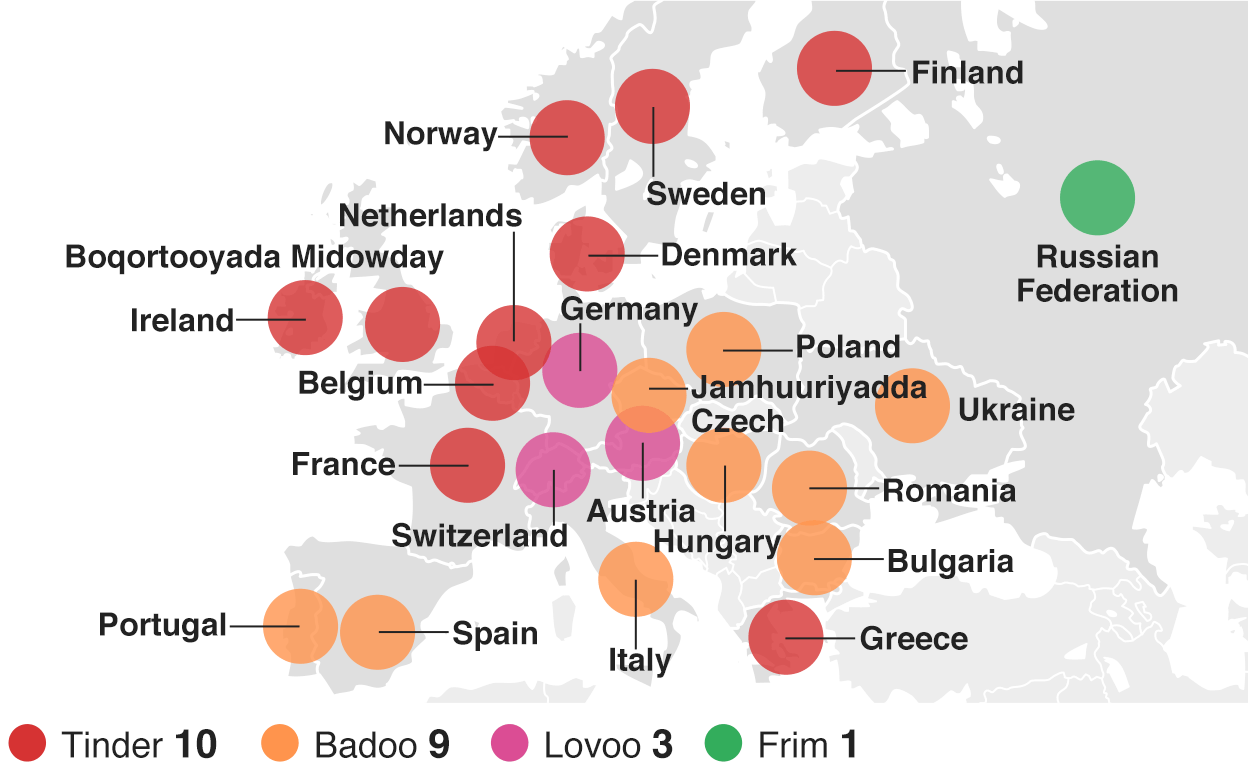 Finland
Norway
Sweden
Netherlands
Boqortooyada Midowday
Denmark
Russian
Federation
Germany
Ireland
Poland
Belgium
Jamhuuriyadda
Czech
Ukraine
France
Romania
Austria
Switzerland
Hungary
Bulgaria
Portugal
Spain
Greece
Italy
Tinder 10
Badoo 9
Lovoo 3
Frim 1